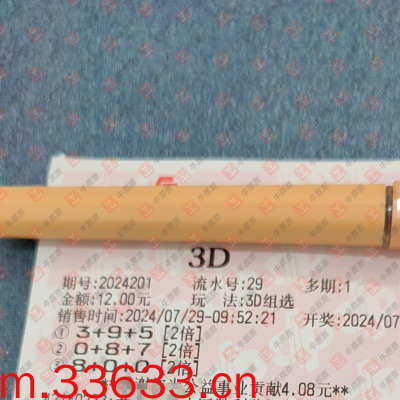 3D
期号:2024201 流水号:29 多期:1
金额:12.00元 玩 法:3D组选
销售时间:2024/07/29-09:52:21 开奖:2024/07
① 3+9+5 [2倍]
② 0+8+7 [2倍]
公益事业贡献4.08元**
m.33633.com.cn